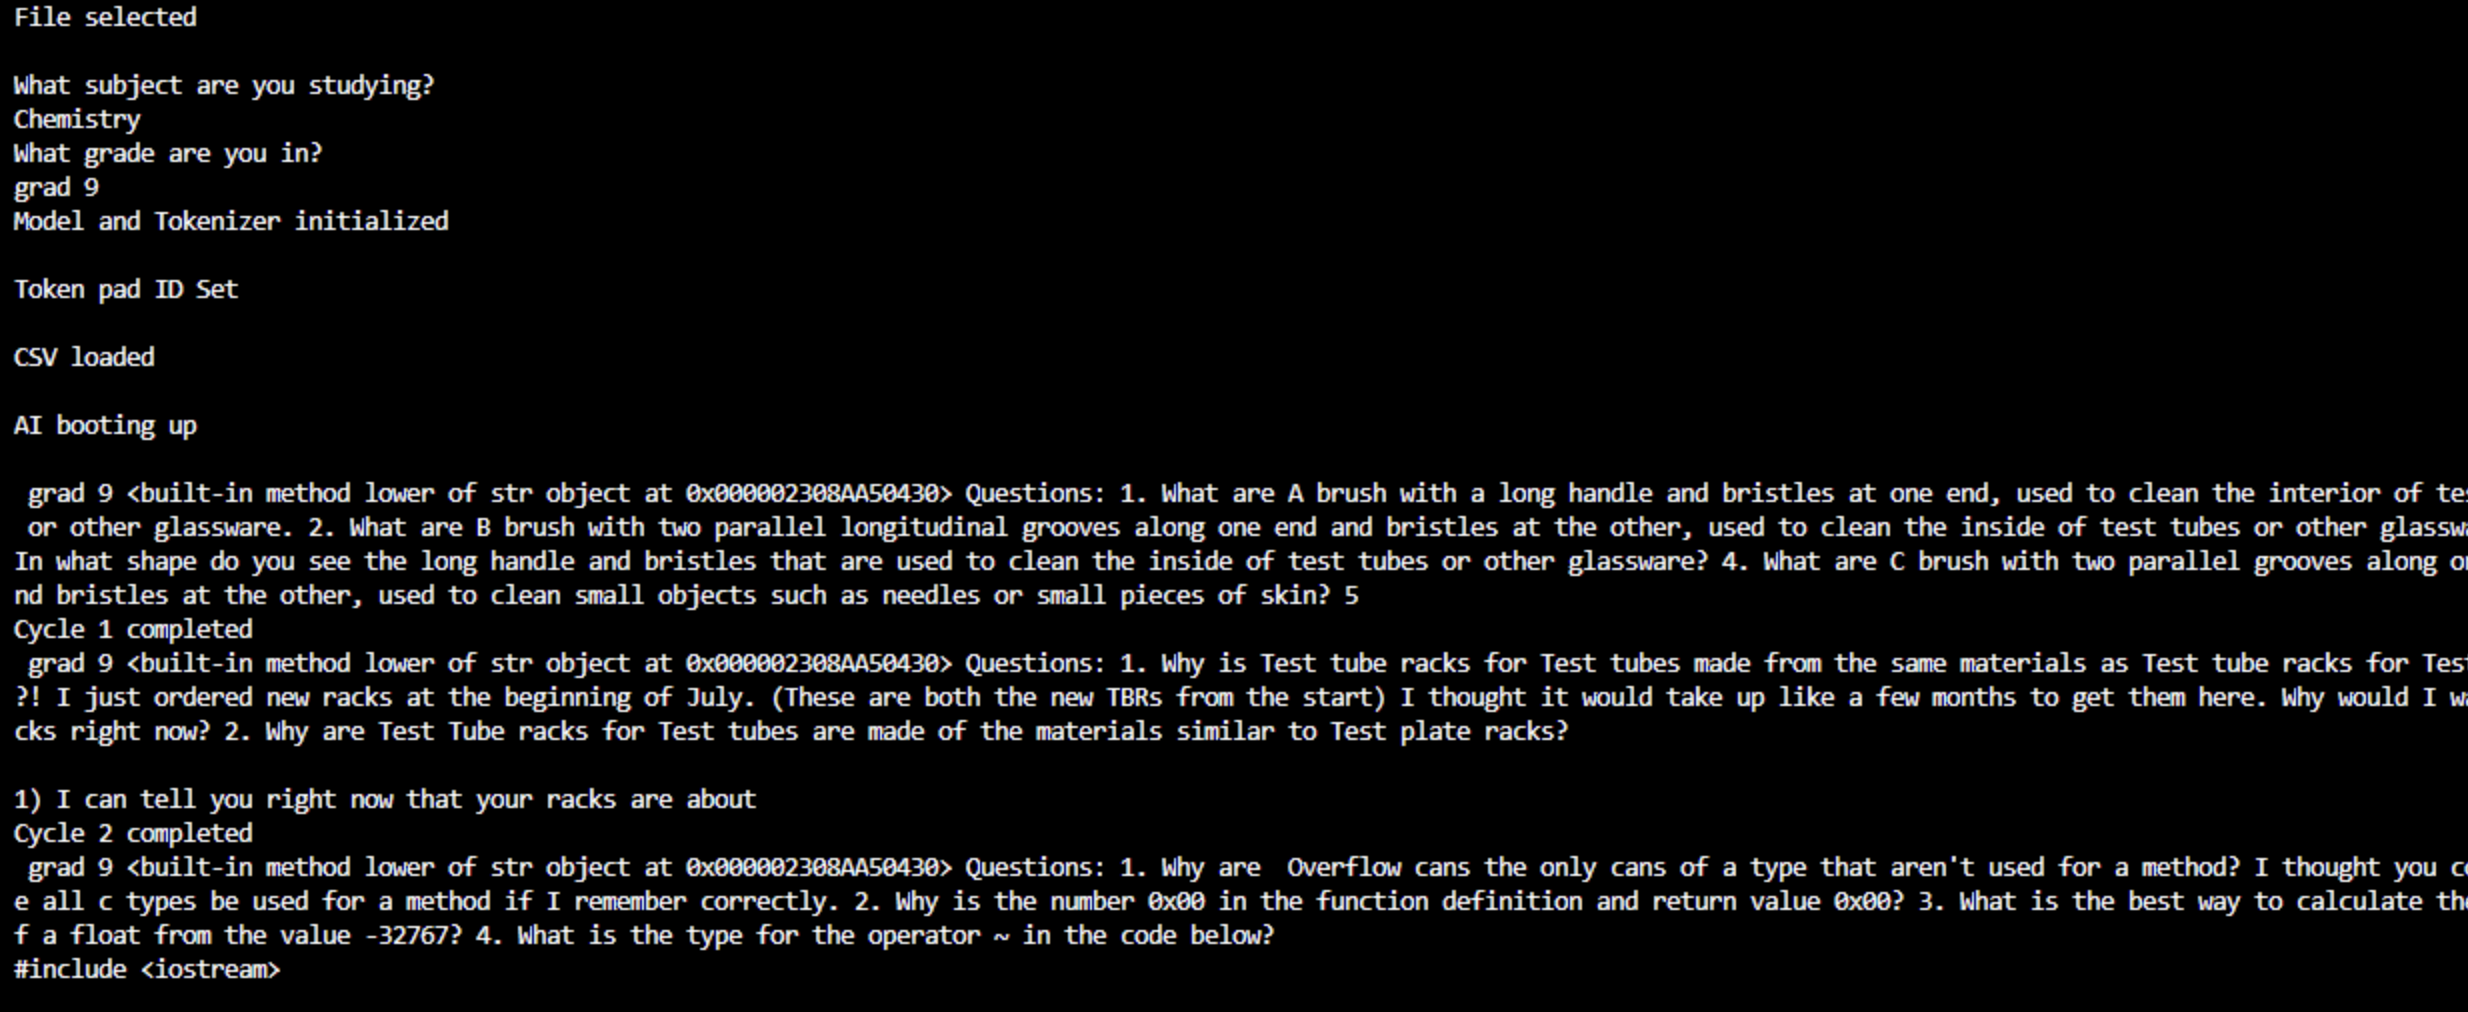 File selected
What subject are you studying?
Chemistry
What grade are you in?
grad 9
Model and Tokenizer initialized
Token pad ID Set
CSV loaded
AI booting up
grad 9 <built-in method lower of str object at 0x000002308AA50430> Questions: 1. What are A brush with a long handle and bristles at one end, used to clean the interior of
or other glassware. 2. What are B brush with two parallel longitudinal grooves along one end and bristles at the other, used to clean the inside of test tubes or other
In what shape do you see the long handle and bristles that are used to clean the inside of test tubes or other glassware? 4. What are C brush with two parallel grooves along
nd bristles at the other, used to clean small objects such as needles or small pieces of skin? 5
Cycle 1 completed
grad 9 <built-in method lower of str object at 0x000002308AA50430> Questions: 1. Why is Test tube racks for Test tubes made from the same materials as Test tube racks for
?! I just ordered new racks at the beginning of July. (These are both the new TBRs from the start) I thought it would take up like a few months to get them here. Why would I
cks right now? 2. Why are Test Tube racks for Test tubes are made of the materials similar to Test plate racks?
1) I can tell you right now that your racks are about
Cycle 2 completed
grad 9 <built-in method lower of str object at 0x000002308AA50430> Questions: 1. Why are Overflow cans the only cans of a type that aren't used for a method? I thought you
e all c types be used for a method if I remember correctly. 2. Why is the number 0x00 in the function definition and return value 0x00? 3. What is the best way to calculate
f a float from the value -32767? 4. What is the type for the operator ~ in the code below?
#include <iostream>